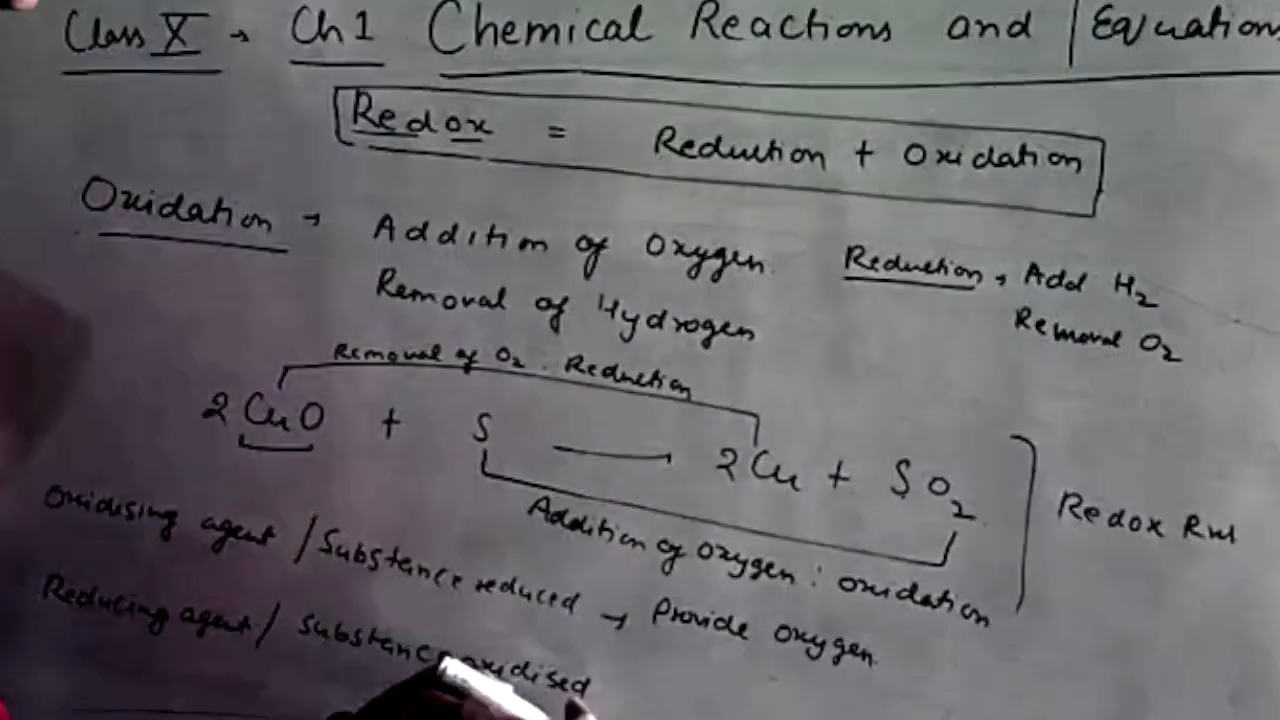 Class X → Ch 1 Chemical Reactions and Equations
Redox = Reduction + Oxidation
Oxidation → Addition of Oxygen
Removal of Hydrogen
Reduction → Add H2
Removal O2
Removal of O2 : Reduction
2CuO + S → 2Cu + SO2
Addition of Oxygen : oxidation
Redox Rxn
Oxidising agent / Substance reduced → Provide oxygen.
Reducing agent / Substance oxidised